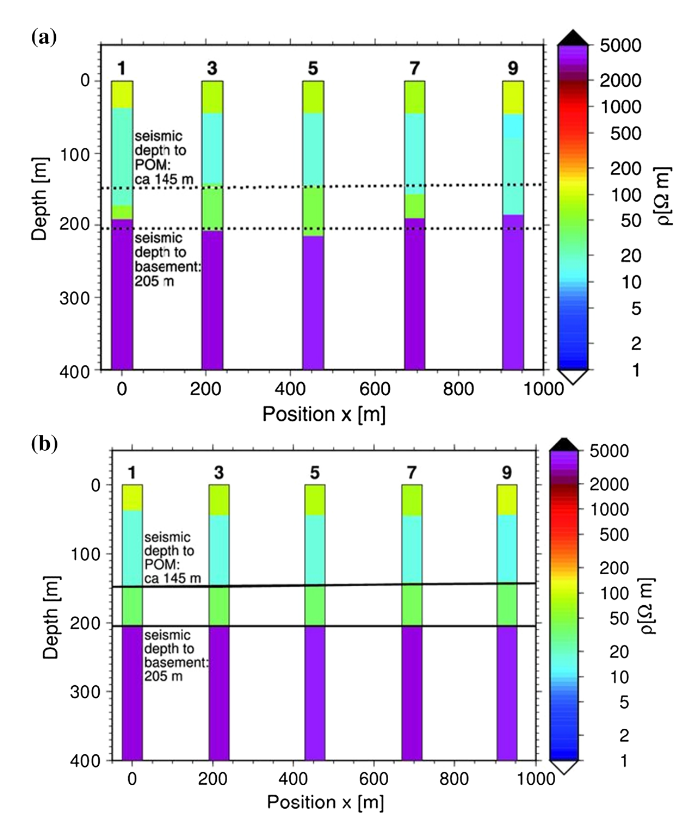 (a)
1 3 5 7 9
0
100
200
300
400
Depth [m]
seismic
depth to
POM:
ca 145 m
seismic
depth to
basement:
205 m
0 200 400 600 800 1000
Position x [m]
5000
2000
1000
500
200
100
50
20
10
5
2
1
ρ[Ω m]
(b)
1 3 5 7 9
0
100
200
300
400
Depth [m]
seismic
depth to
POM:
ca 145 m
seismic
depth to
basement:
205 m
0 200 400 600 800 1000
Position x [m]
5000
2000
1000
500
200
100
50
20
10
5
2
1
ρ[Ω m]